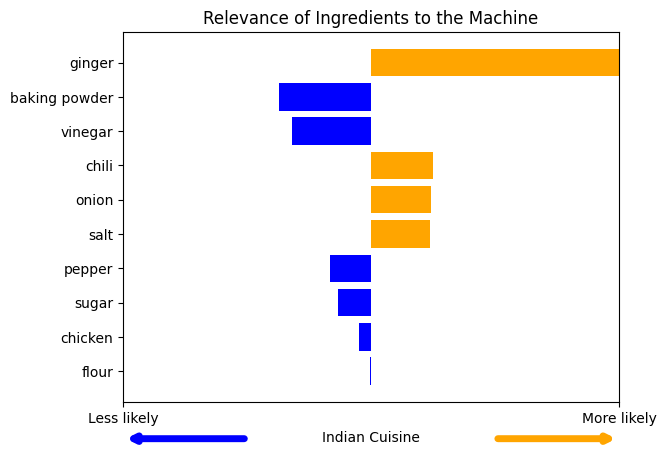 Relevance of Ingredients to the Machine
ginger
baking powder
vinegar
chili
onion
salt
pepper
sugar
chicken
flour
Less likely More likely
Indian Cuisine